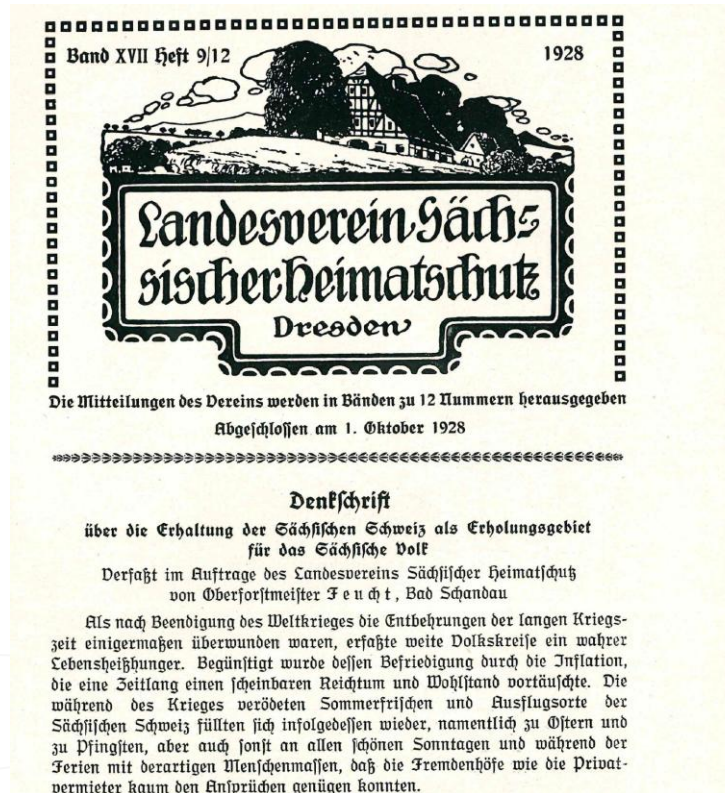 Band XVII Heft 9/12
1928
Landesverein Säch-
sischer Heimatschutz
Dresden
Die Mitteilungen des Vereins werden in Bänden zu 12 Nummern herausgegeben
Abgeschlossen am 1. Oktober 1928
Denkschrift
über die Erhaltung der Sächsischen Schweiz als Erholungsgebiet
für das Sächsische Volk
Verfaßt im Auftrage des Landesvereins Sächsischer Heimatschutz
von Oberforstmeister Feucht, Bad Schandau
Als nach Beendigung des Weltkrieges die Entbehrungen der langen Kriegs-
zeit einigermaßen überwunden waren, erfaßte weite Volkskreise ein wahrer
Lebensheißhunger. Begünstigt wurde dessen Befriedigung durch die Inflation,
die eine Zeitlang einen scheinbaren Reichtum und Wohlstand vortäuschte. Die
während des Krieges verödeten Sommerfrischen und Ausflugsorte der
Sächsischen Schweiz füllten sich infolgedessen wieder, namentlich zu Ostern und
zu Pfingsten, aber auch sonst an allen schönen Sonntagen und während der
Ferien mit derartigen Menschenmassen, daß die Fremdenhöfe wie die Privat-
vermieter kaum den Ansprüchen genügen konnten.